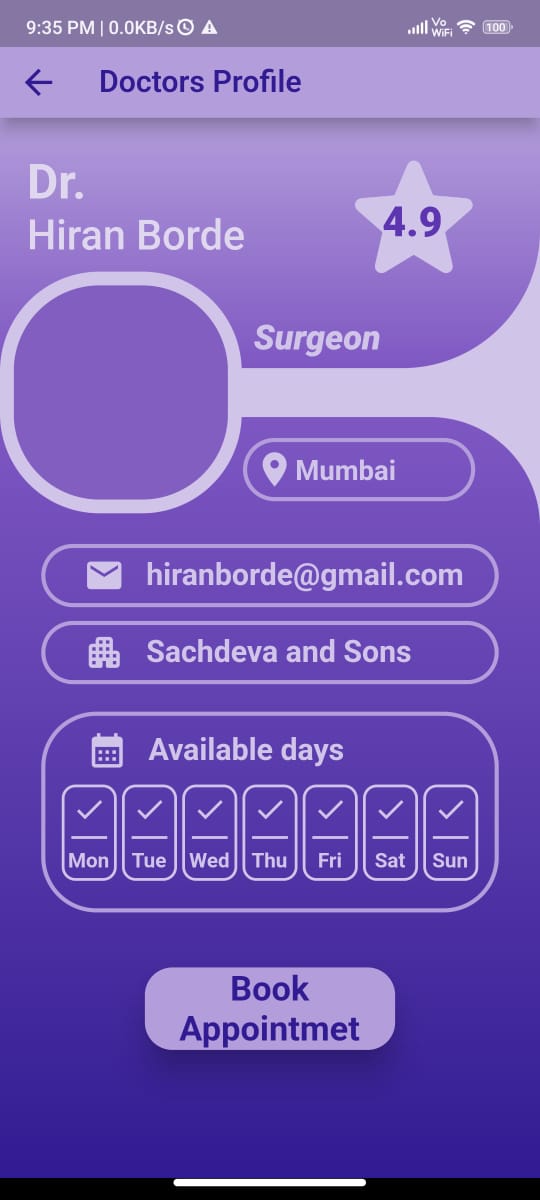 9:35 PM | 0.0KB/s
Vo
WiFi
100
Doctors Profile
Dr.
Hiran Borde
4.9
Surgeon
Mumbai
hiranborde@gmail.com
Sachdeva and Sons
Available days
Mon Tue Wed Thu Fri Sat Sun
Book
Appointmet